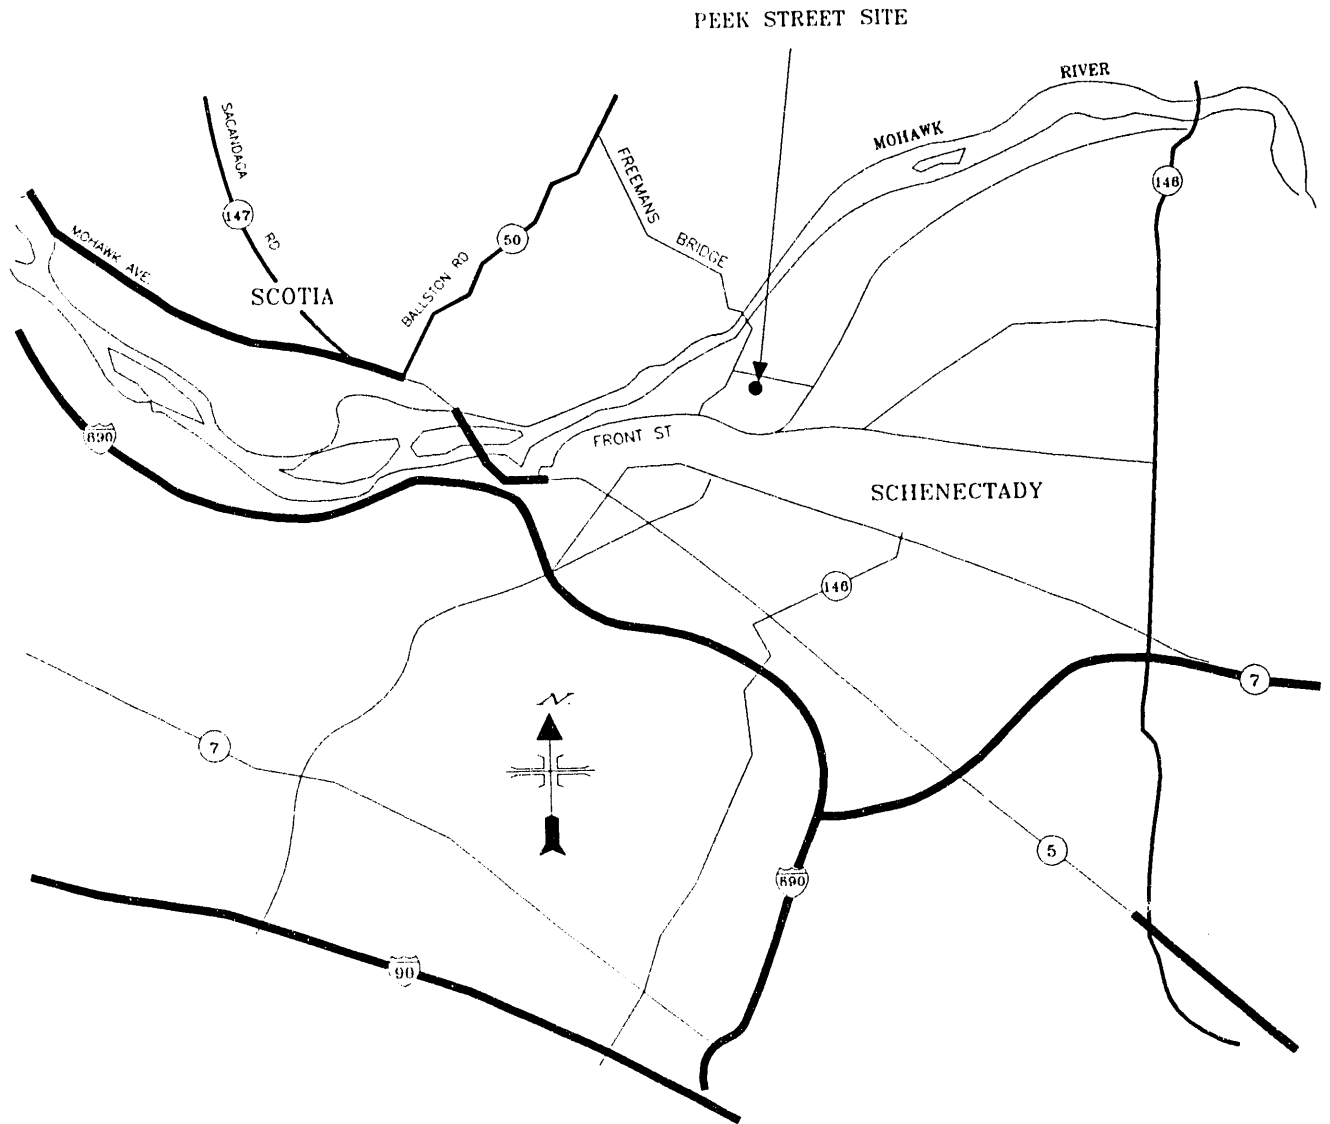 PEEK STREET SITE
RIVER
MOHAWK
SACANDAGA
RD
147
FREEMANS
BRIDGE
146
50
MOHAWK AVE.
BALLSTON RD
SCOTIA
890
FRONT ST
SCHENECTADY
146
7
N.
7
5
890
90